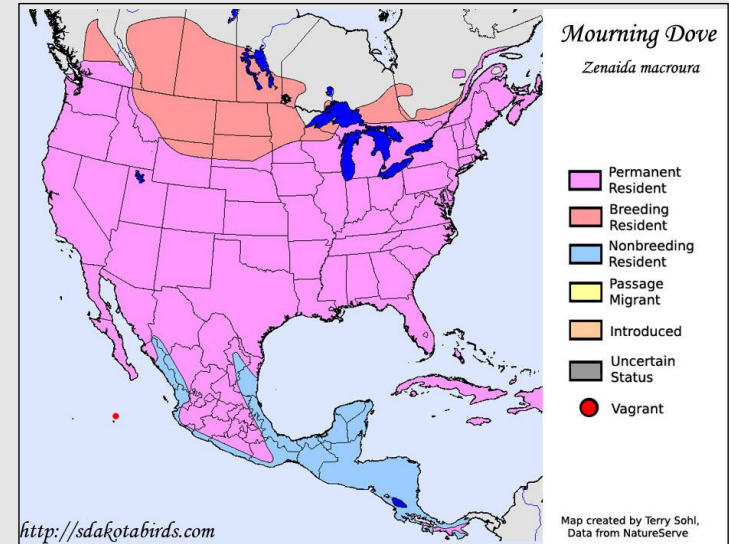 Mourning Dove
Zenaida macroura
Permanent
Resident
Breeding
Resident
Nonbreeding
Resident
Passage
Migrant
Introduced
Uncertain
Status
Vagrant
Map created by Terry Sohl,
Data from NatureServe
http://sdakotabirds.com